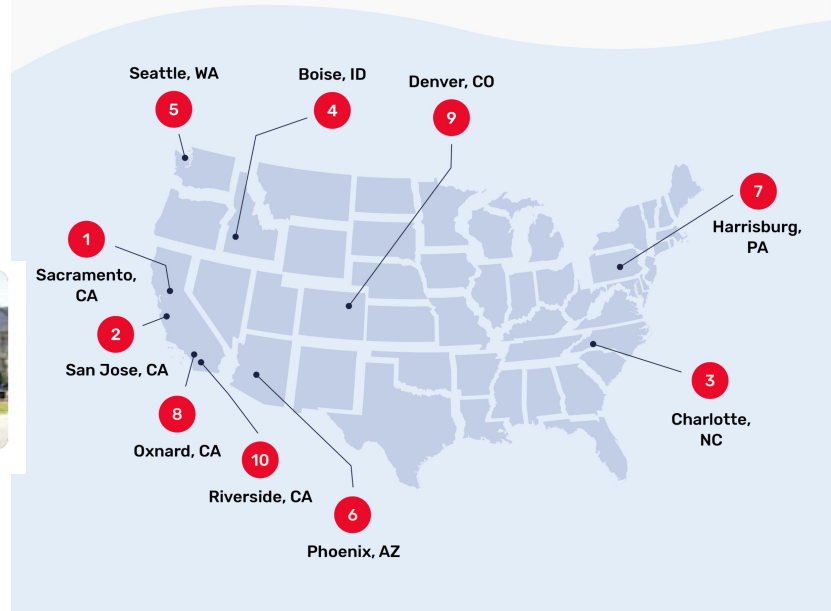 Seattle, WA
5
Boise, ID
4
Denver, CO
9
7
Harrisburg,
PA
1
Sacramento,
CA
2
San Jose, CA
8
Oxnard, CA
10
Riverside, CA
6
Phoenix, AZ
3
Charlotte,
NC